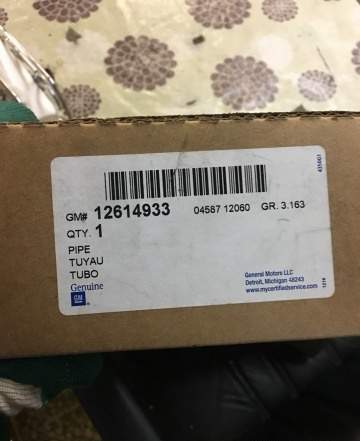 GM# 12614933 04587 12060 GR. 3.163
QTY. 1
PIPE
TUYAU
TUBO
Genuine
GM
General Motors LLC
Detroit, Michigan 48243
www.mycertifiedservice.com